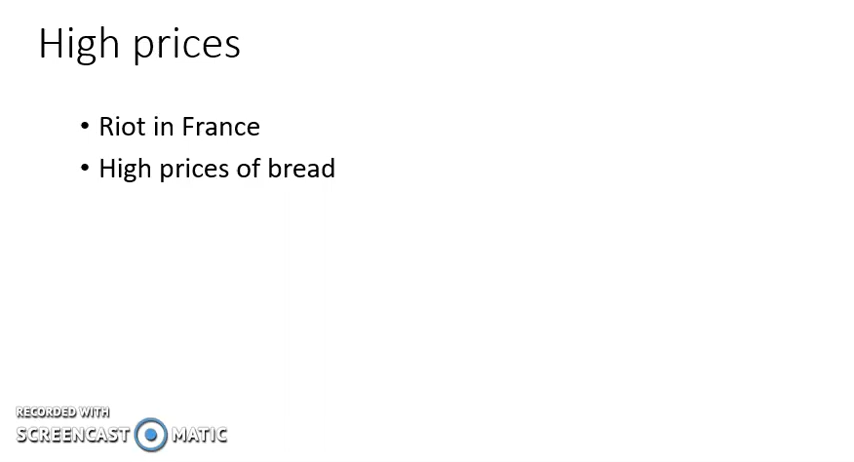 High prices
• Riot in France
• High prices of bread
RECORDED WITH
SCREENCAST MATIC